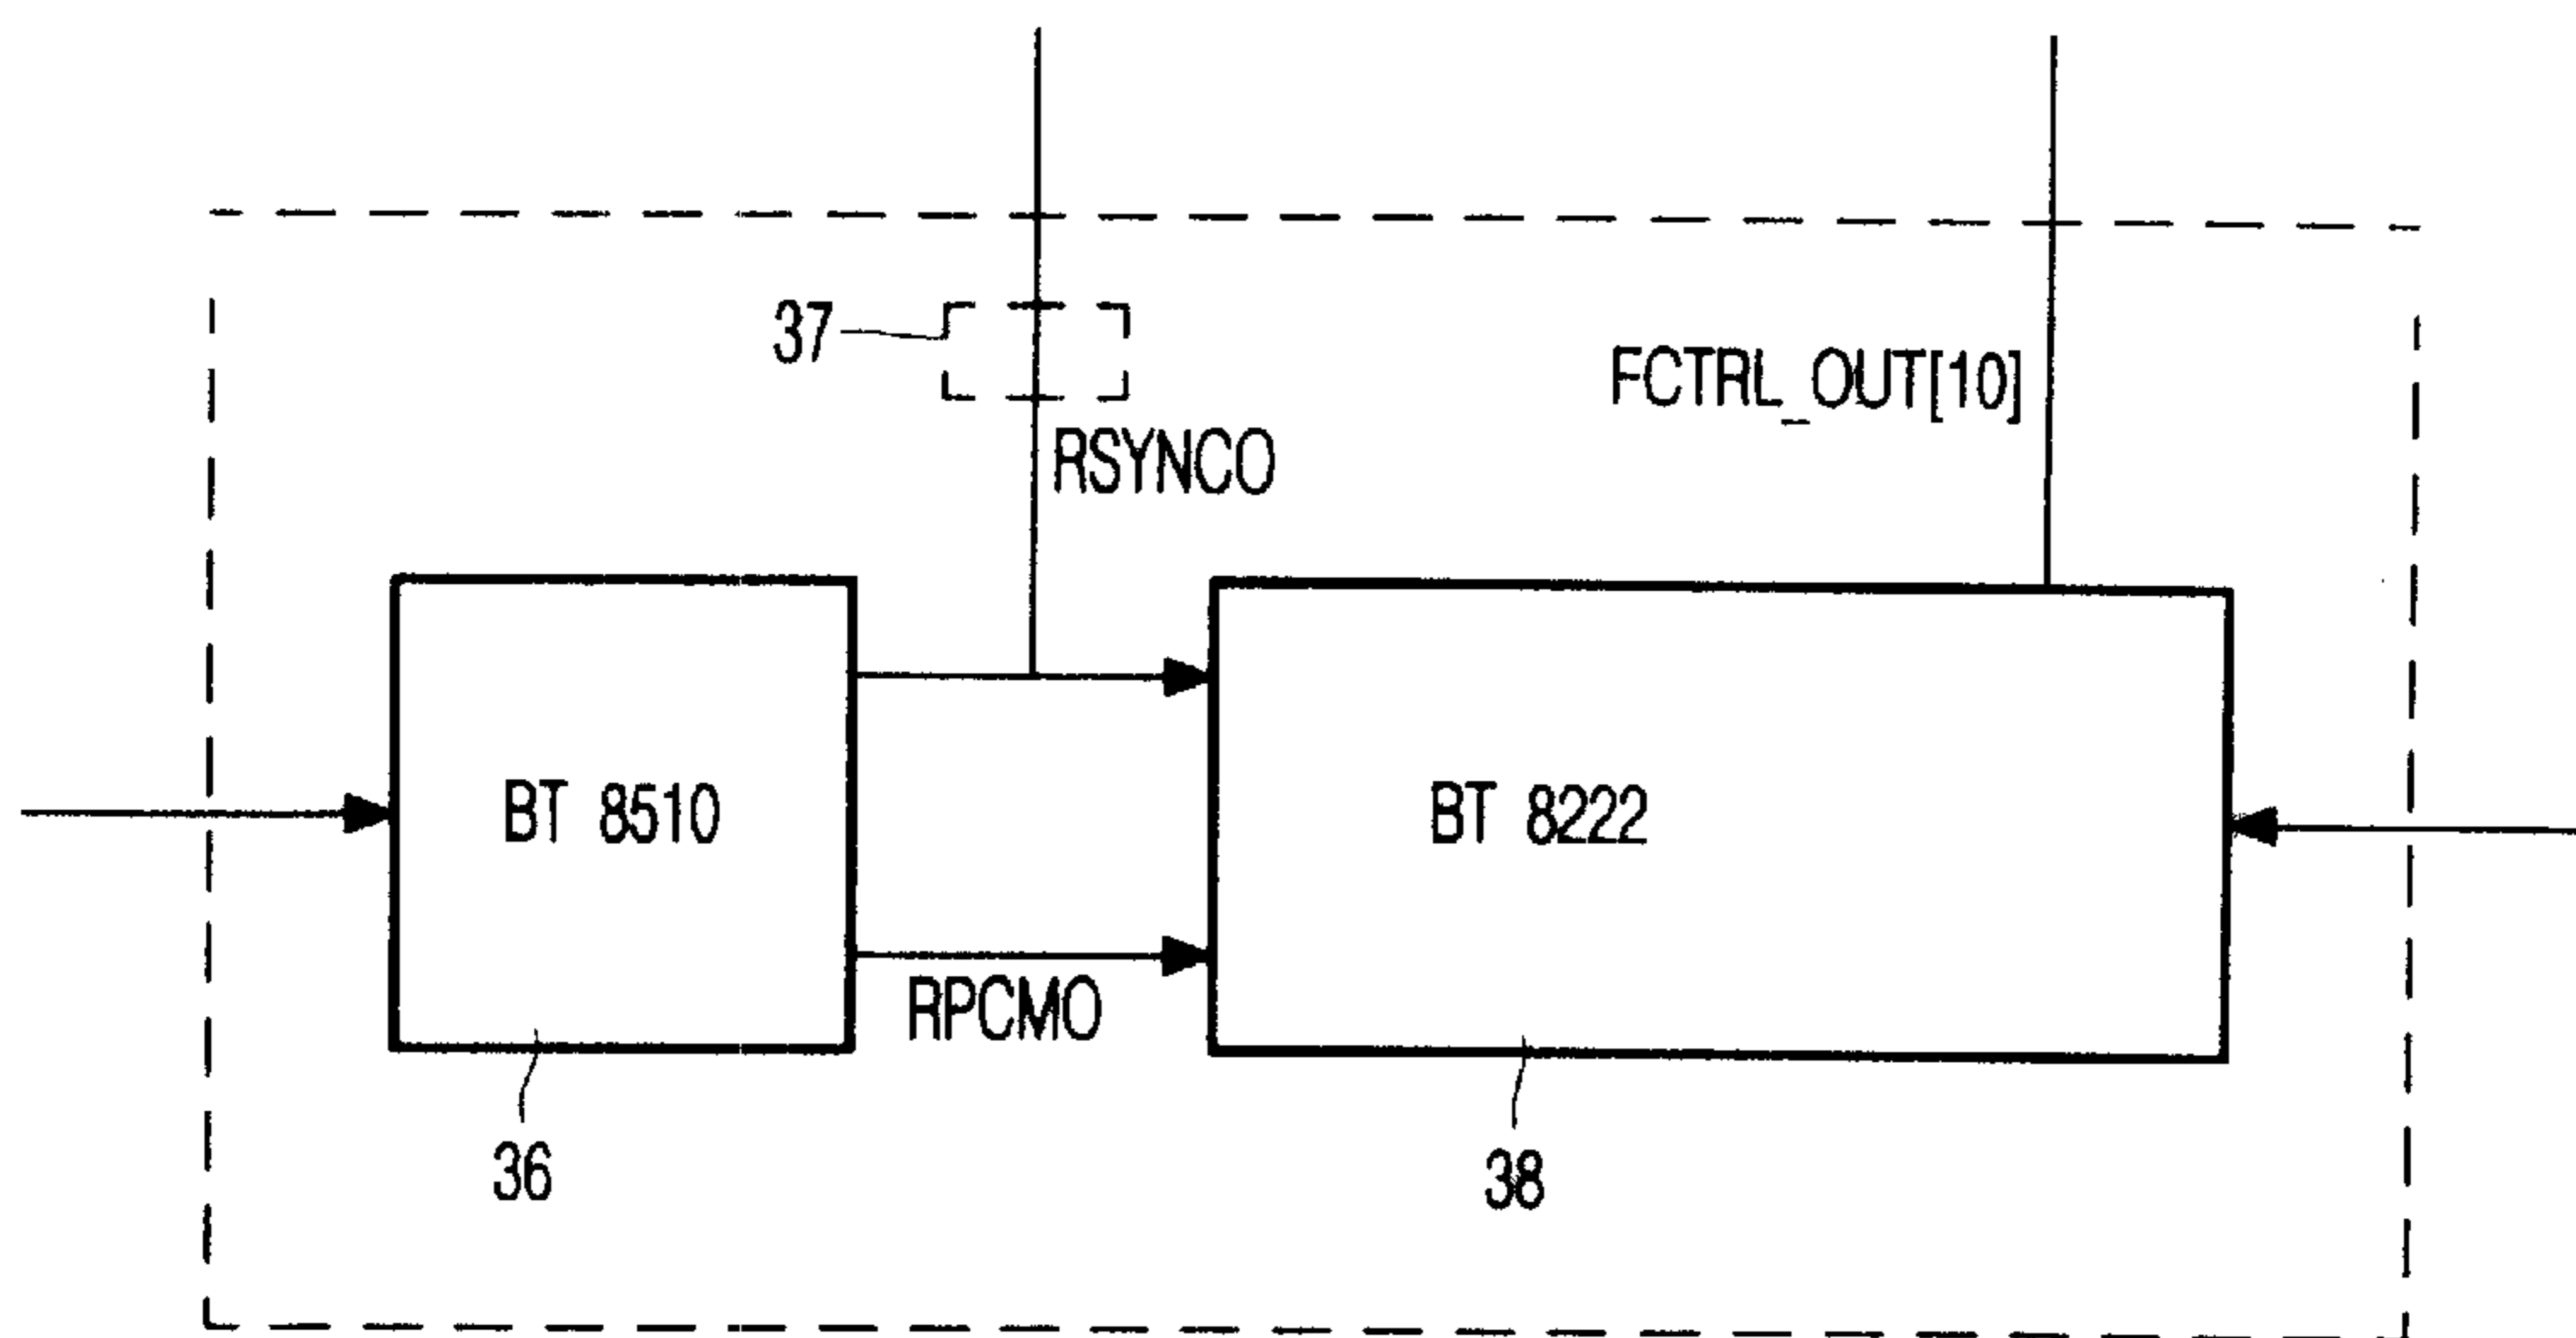 37
FCTRL_OUT[10]
RSYNCO
BT 8510
BT 8222
RPCMO
36
38